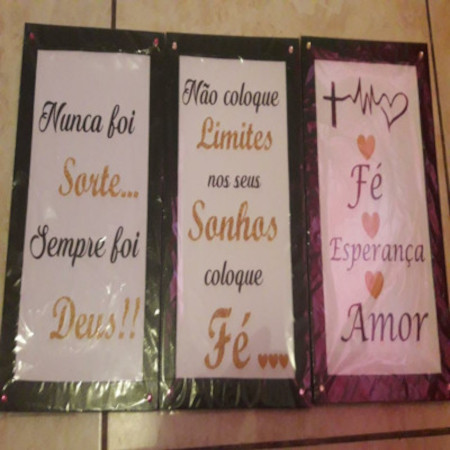 Nunca foi
Sorte...
Sempre foi
Deus!!
Não coloque
Limites
nos seus
Sonhos
coloque
Fé...
Fé
Esperança
Amor